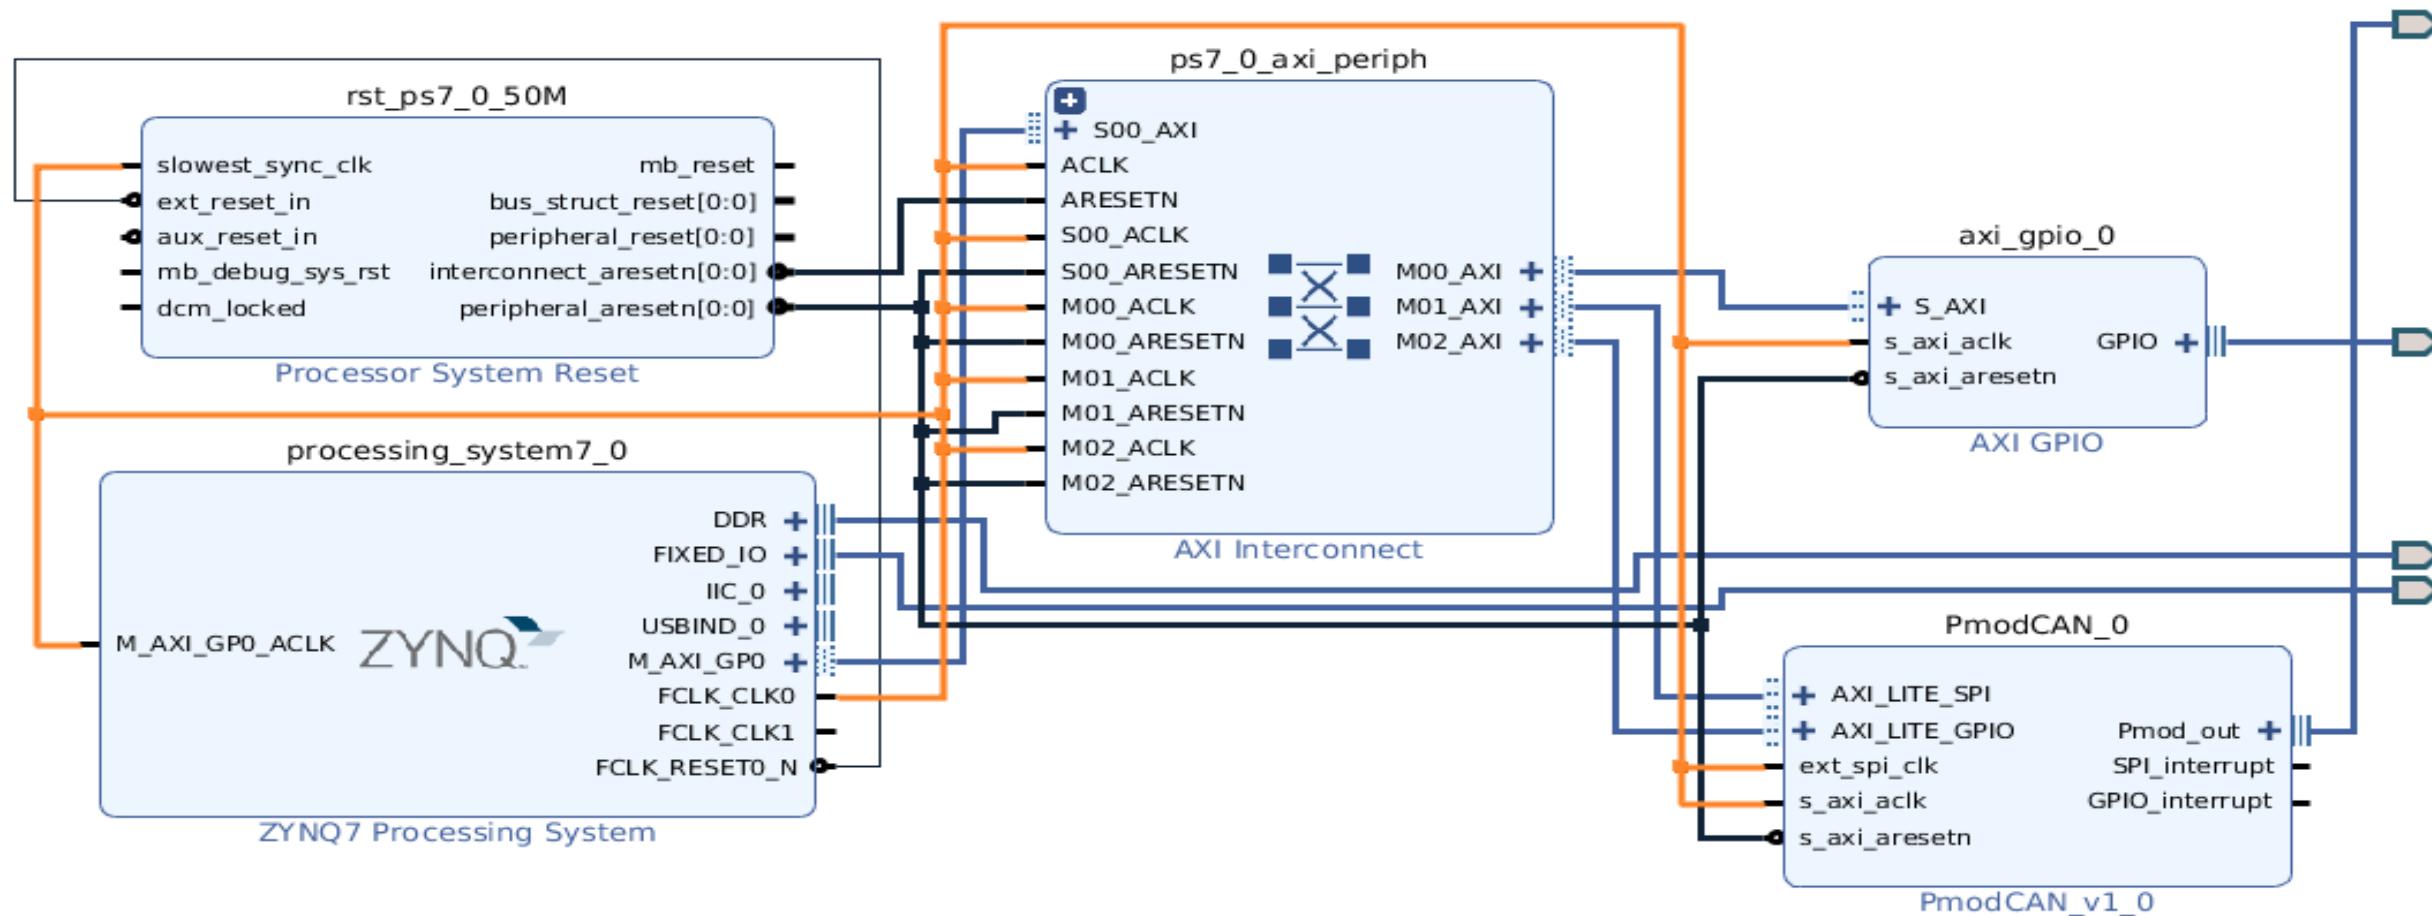 rst_ps7_0_50M
slowest_sync_clk
ext_reset_in
aux_reset_in
mb_debug_sys_rst
dcm_locked
mb_reset
bus_struct_reset[0:0]
peripheral_reset[0:0]
interconnect_aresetn[0:0]
peripheral_aresetn[0:0]
Processor System Reset
processing_system7_0
M_AXI_GP0_ACLK
ZYNQ
DDR
FIXED_IO
IIC_0
USBIND_0
M_AXI_GP0
FCLK_CLK0
FCLK_CLK1
FCLK_RESET0_N
ZYNQ7 Processing System
ps7_0_axi_periph
S00_AXI
ACLK
ARESETN
S00_ACLK
S00_ARESETN
M00_ACLK
M00_ARESETN
M01_ACLK
M01_ARESETN
M02_ACLK
M02_ARESETN
M00_AXI
M01_AXI
M02_AXI
AXI Interconnect
axi_gpio_0
S_AXI
s_axi_aclk
s_axi_aresetn
GPIO
AXI GPIO
PmodCAN_0
AXI_LITE_SPI
AXI_LITE_GPIO
ext_spi_clk
s_axi_aclk
s_axi_aresetn
Pmod_out
SPI_interrupt
GPIO_interrupt
PmodCAN_v1_0